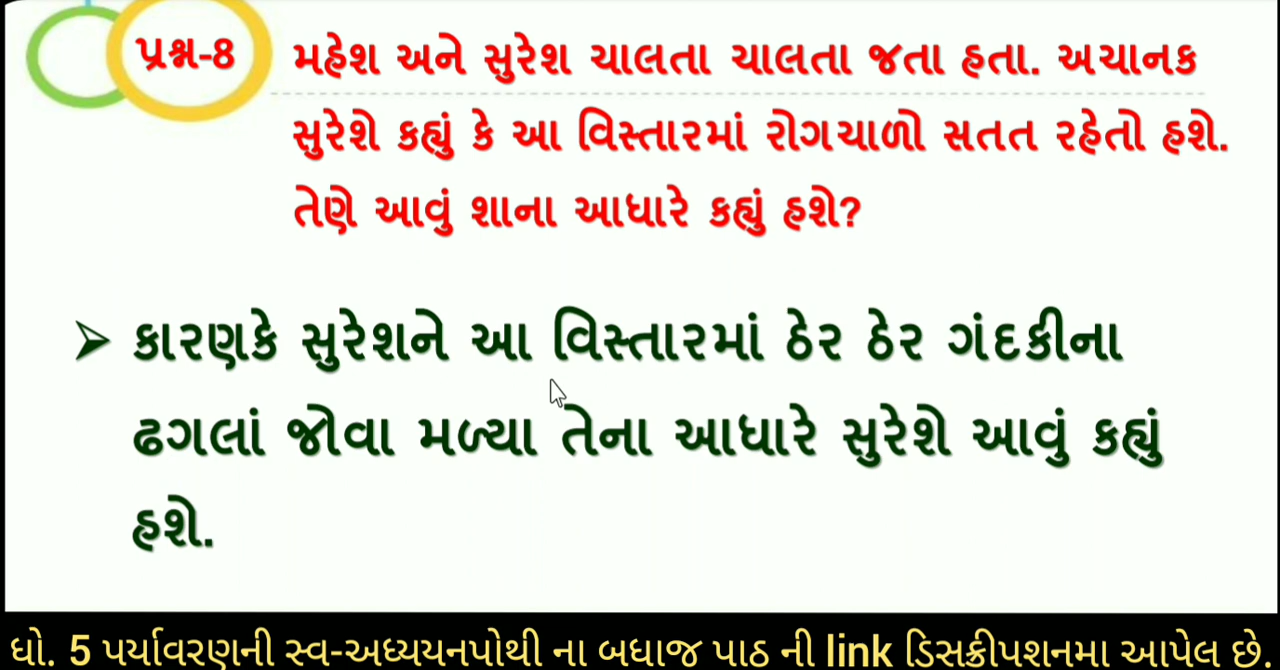 પ્રશ્ન-8
મહેશ અને સુરેશ ચાલતા ચાલતા જતા હતા. અચાનક
સુરેશે કહ્યું કે આ વિસ્તારમાં રોગચાળો સતત રહેતો હશે.
તેણે આવું શાના આધારે કહ્યું હશે?
➢ કારણકે સુરેશને આ વિસ્તારમાં ઠેર ઠેર ગંદકીના
ઢગલાં જોવા મળ્યા તેના આધારે સુરેશે આવું કહ્યું
હશે.
ધો. 5 પર્યાવરણની સ્વ-અધ્યયનપોથી ના બધાજ પાઠ ની link ડિસક્રીપશનમા આપેલ છે.